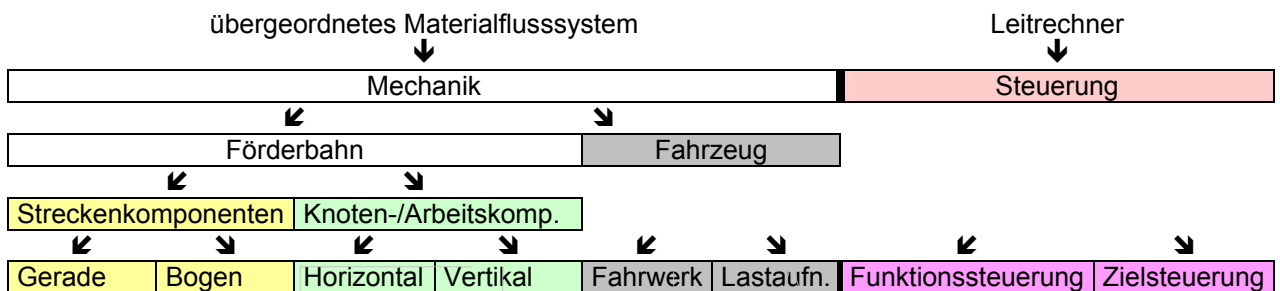 übergeordnetes Materialflusssystem Leitrechner
Mechanik Steuerung
Förderbahn Fahrzeug
Streckenkomponenten Knoten-/Arbeitskomp.
Gerade Bogen Horizontal Vertikal Fahrwerk Lastaufn. Funktionssteuerung Zielsteuerung